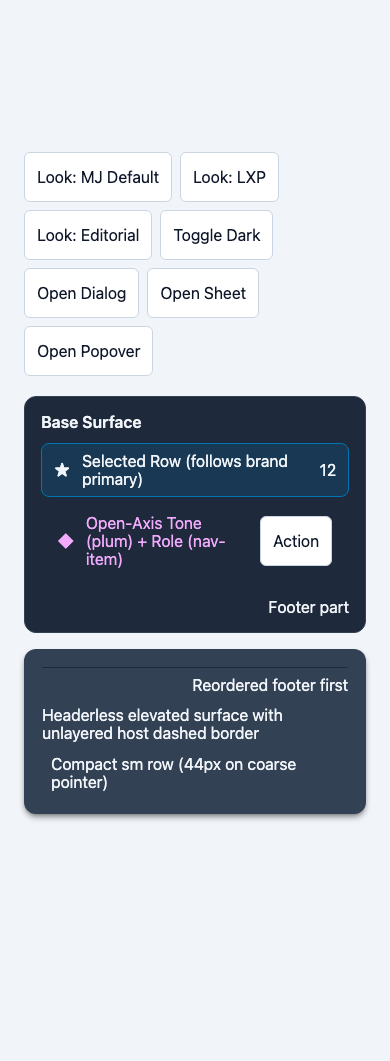 Look: MJ Default
Look: LXP
Look: Editorial
Toggle Dark
Open Dialog
Open Sheet
Open Popover
Base Surface
Selected Row (follows brand
primary)
12
Open-Axis Tone
(plum) + Role (nav-
item)
Action
Footer part
Reordered footer first
Headerless elevated surface with
unlayered host dashed border
Compact sm row (44px on coarse
pointer)